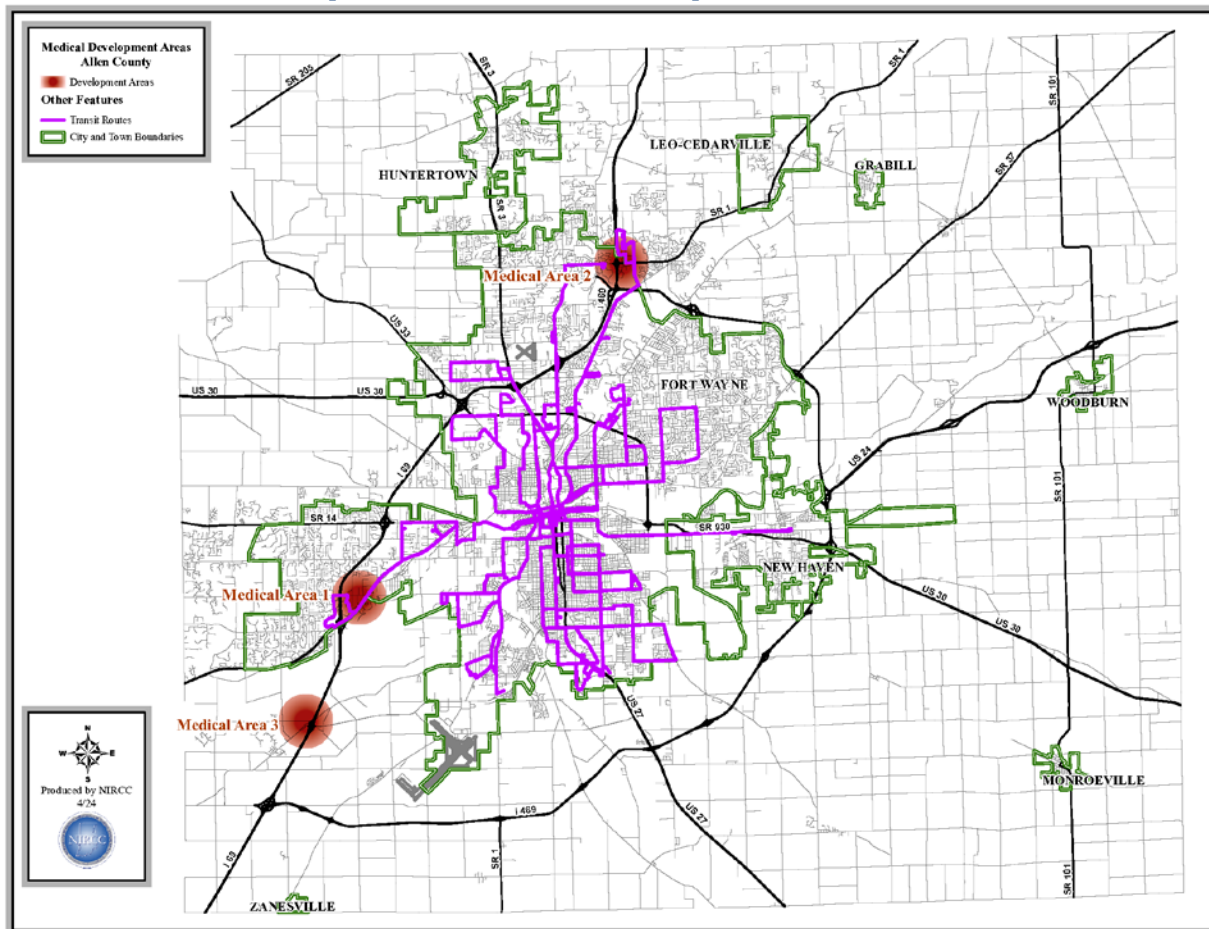 Medical Development Areas
Allen County
Development Areas
Other Features
Transit Routes
City and Town Boundaries
SR 205
SR 3
SR 1
SR 101
LEO-CEDARVILLE
GRABILL
SR 37
HUNTERTOWN
SR 3
SR 1
Medical Area 2
I 469
US 33
FORT WAYNE
US 30
US 30
WOODBURN
I 69
US 24
SR 101
SR 14
SR 930
NEW HAVEN
Medical Area 1
US 30
US 30
US 27
Medical Area 3
MONROEVILLE
I 469
US 27
I 69
SR 1
SR 101
ZANESVILLE
N
W
E
S
Produced by NIRCC
4/24
NIRCC